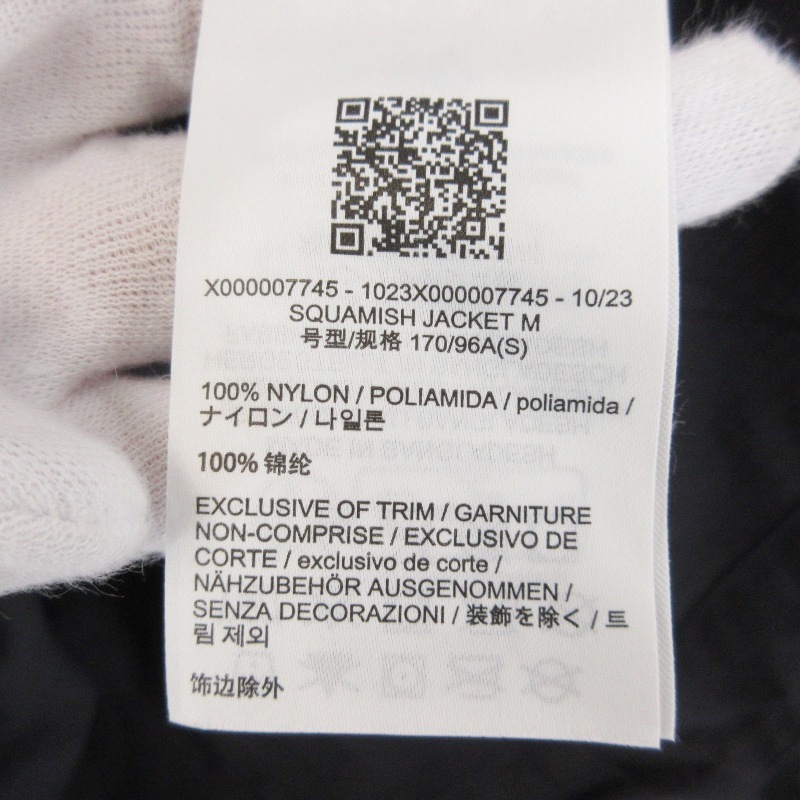 X000007745 - 1023X000007745 - 10/23
SQUAMISH JACKET M
号型/规格 170/96A(S)
100% NYLON / POLIAMIDA / poliamida /
ナイロン / 나일론
100% 锦纶
EXCLUSIVE OF TRIM / GARNITURE
NON-COMPRISE / EXCLUSIVO DE
CORTE / exclusivo de corte /
NÄHZUBEHÖR AUSGENOMMEN /
SENZA DECORAZIONI / 装飾を除く / 트
림 제외
饰边除外